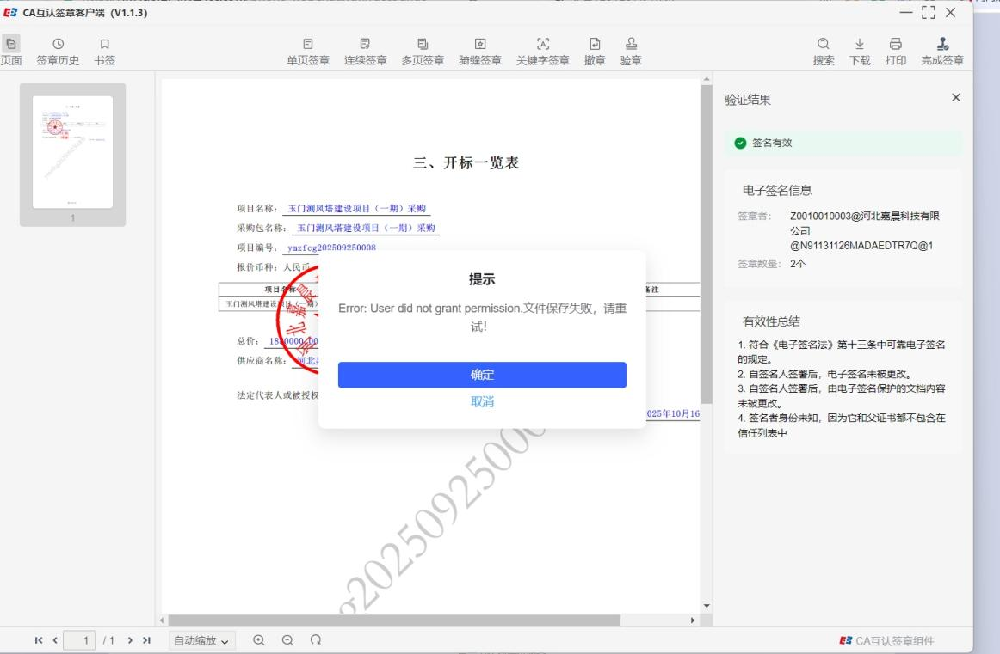 CA互认签章客户端（V1.1.3）
页面 签章历史 书签 单页签章 连续签章 多页签章 骑缝签章 关键字签章 撤章 验章 搜索 下载 打印 完成签章
1
三、开标一览表
项目名称： 玉门测风塔建设项目（一期）采购
采购包名称： 玉门测风塔建设项目（一期）采购
项目编号： ymzfcg202509250008
报价币种：人民币
项目名称
备注
玉门测风塔建设项目（一期）
总价：
供应商名称：
法定代表人或被授权
025年10月16
提示
Error: User did not grant permission.文件保存失败，请重
试！
确定
取消
验证结果
签名有效
电子签名信息
签章者： Z0010010003@河北嘉晨科技有限
公司
@N91131126MADAEDTR7Q@1
签章数量： 2个
有效性总结
1. 符合《电子签名法》第十三条中可靠电子签名
的规定。
2. 自签名人签署后，电子签名未被更改。
3. 自签名人签署后，由电子签名保护的文档内容
未被更改。
4. 签名者身份未知，因为它和父证书都不包含在
信任列表中
1 / 1 自动缩放
CA互认签章组件